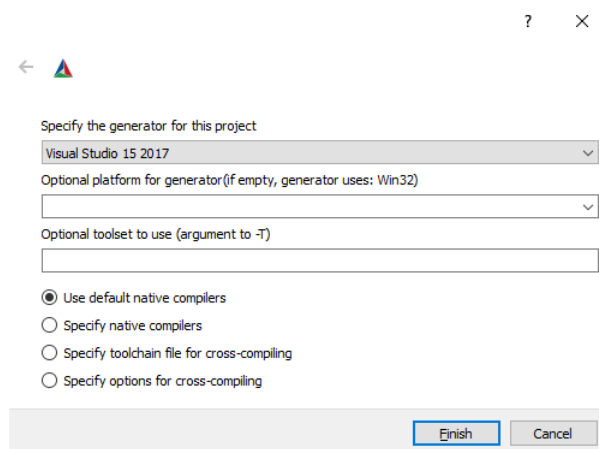 ?
Specify the generator for this project
Visual Studio 15 2017
Optional platform for generator(if empty, generator uses: Win32)
Optional toolset to use (argument to -T)
Use default native compilers
Specify native compilers
Specify toolchain file for cross-compiling
Specify options for cross-compiling
Finish Cancel